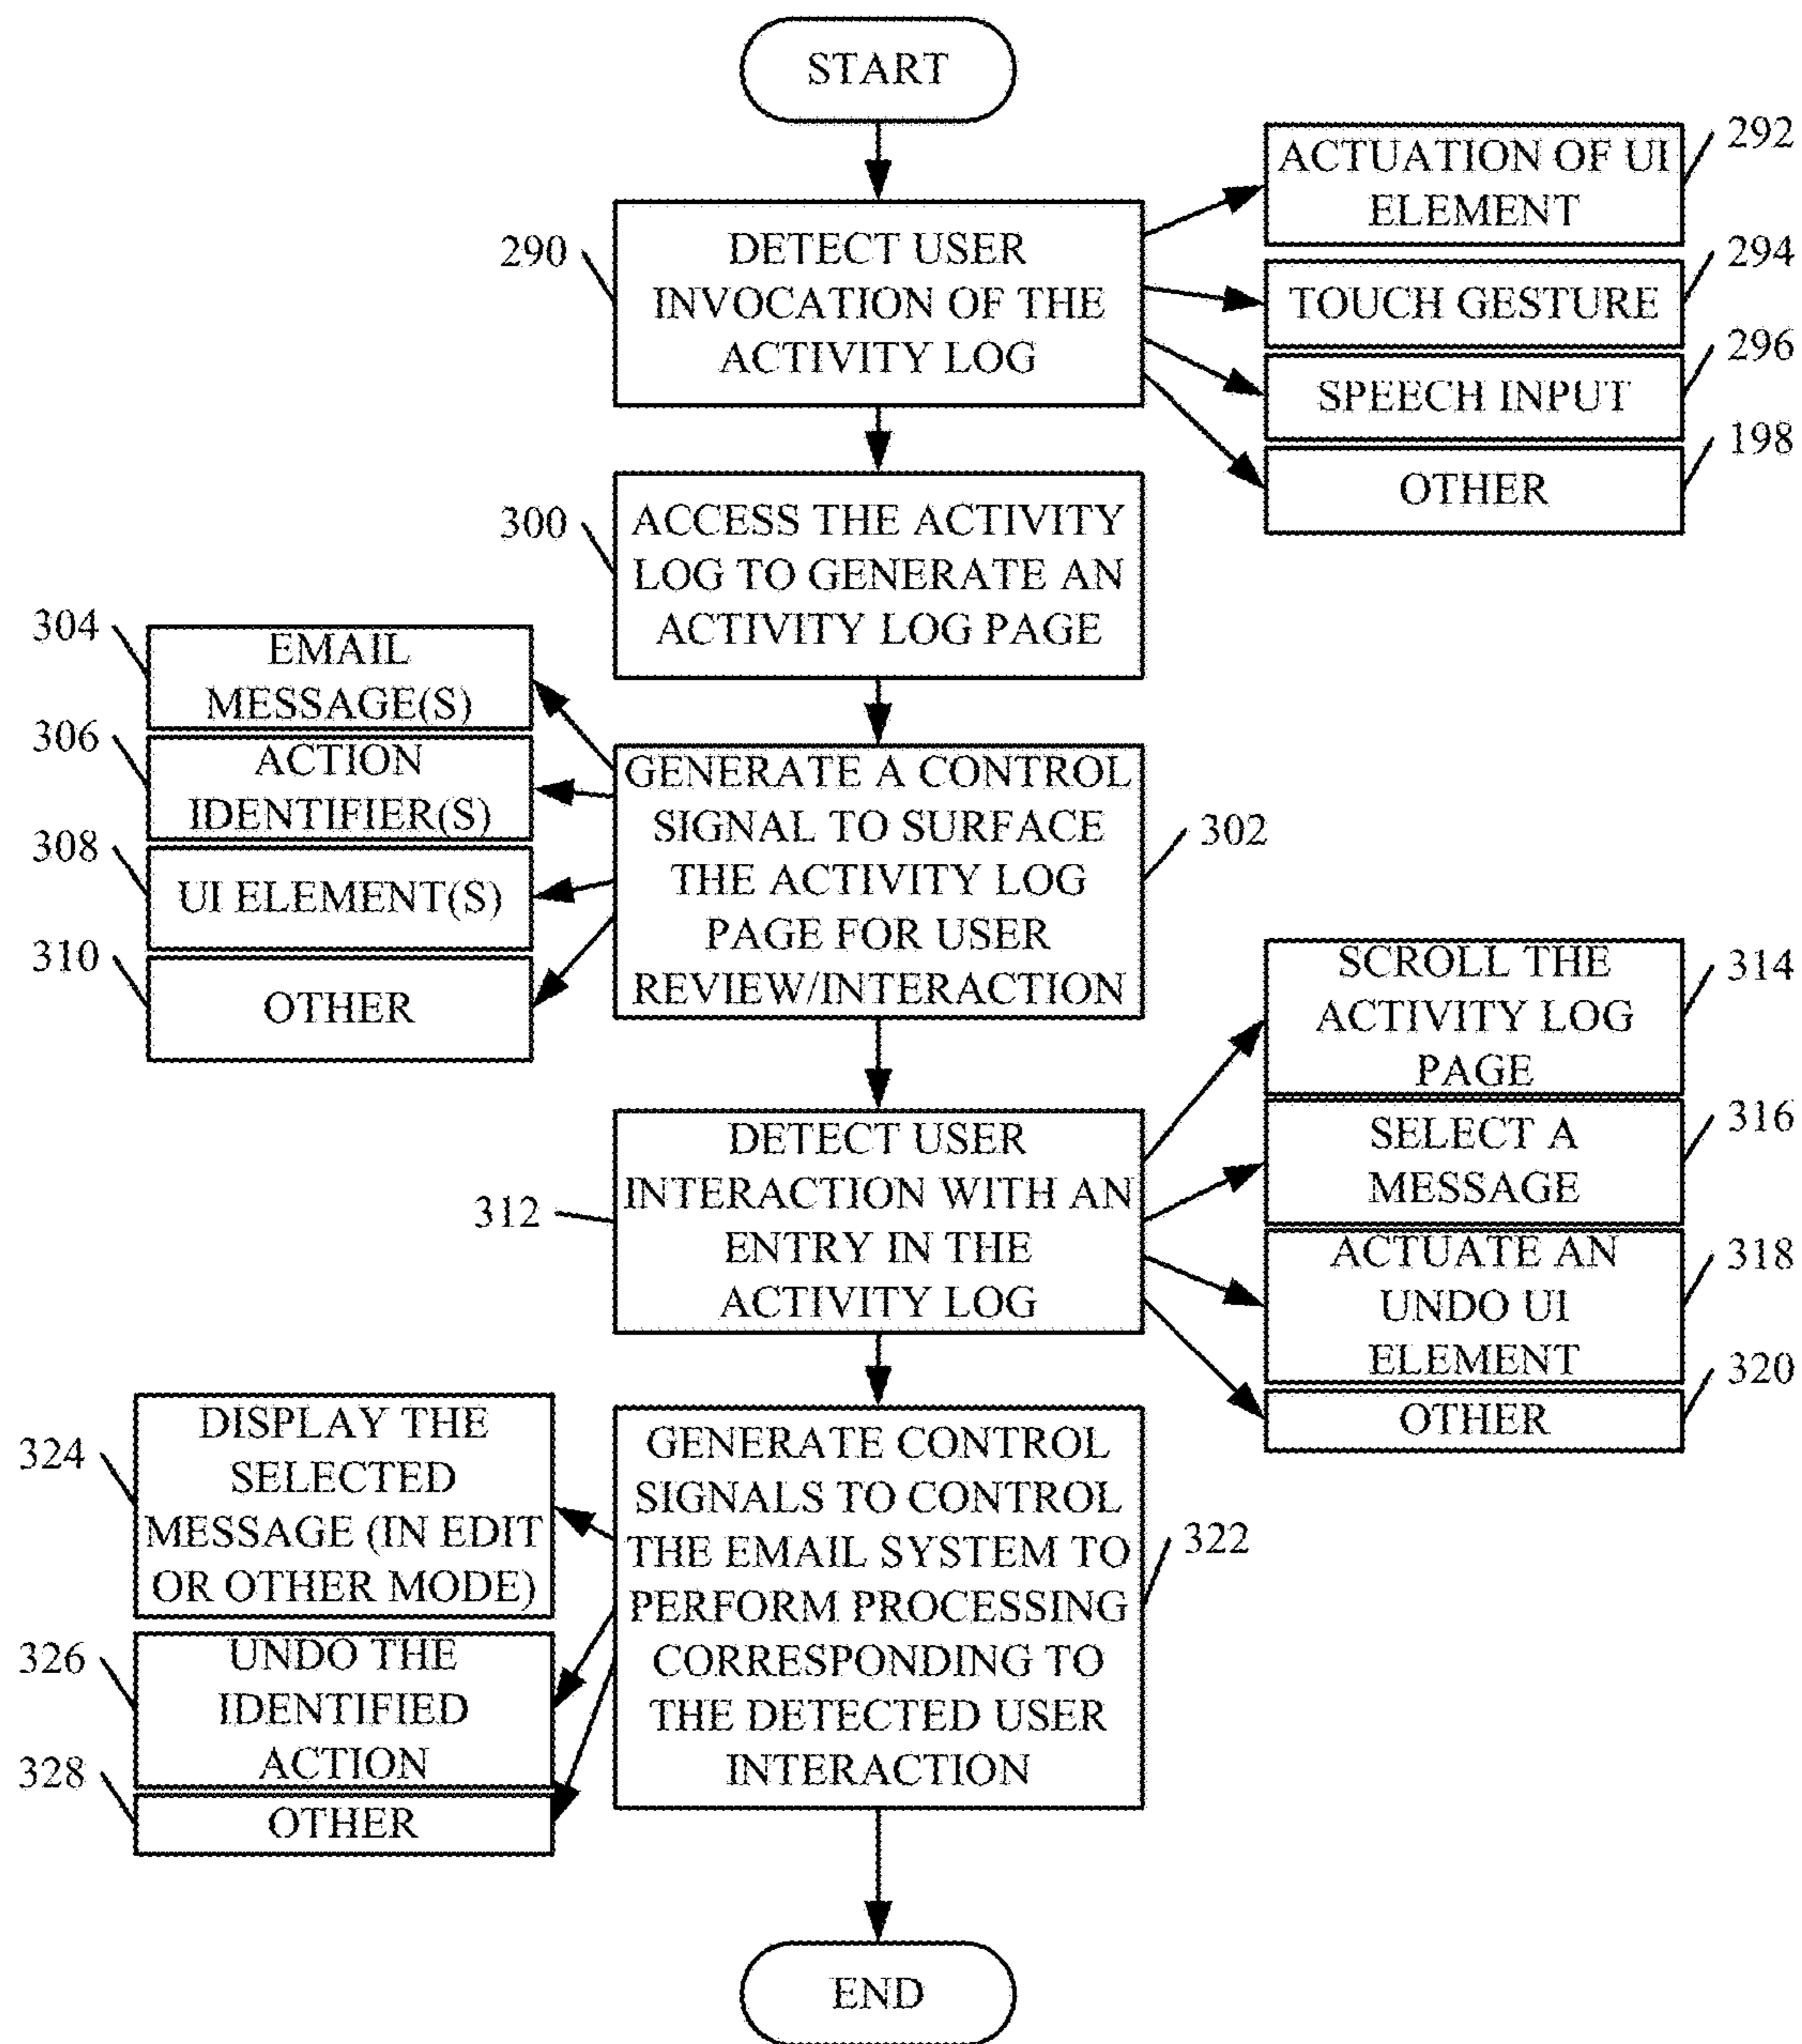 START
290
DETECT USER
INVOCATION OF THE
ACTIVITY LOG
292
ACTUATION OF UI
ELEMENT
294
TOUCH GESTURE
296
SPEECH INPUT
198
OTHER
300
ACCESS THE ACTIVITY
LOG TO GENERATE AN
ACTIVITY LOG PAGE
302
GENERATE A CONTROL
SIGNAL TO SURFACE
THE ACTIVITY LOG
PAGE FOR USER
REVIEW/INTERACTION
304
EMAIL
MESSAGE(S)
306
ACTION
IDENTIFIER(S)
308
UI ELEMENT(S)
310
OTHER
312
DETECT USER
INTERACTION WITH AN
ENTRY IN THE
ACTIVITY LOG
314
SCROLL THE
ACTIVITY LOG
PAGE
316
SELECT A
MESSAGE
318
ACTUATE AN
UNDO UI
ELEMENT
320
OTHER
322
GENERATE CONTROL
SIGNALS TO CONTROL
THE EMAIL SYSTEM TO
PERFORM PROCESSING
CORRESPONDING TO
THE DETECTED USER
INTERACTION
324
DISPLAY THE
SELECTED
MESSAGE (IN EDIT
OR OTHER MODE)
326
UNDO THE
IDENTIFIED
ACTION
328
OTHER
END